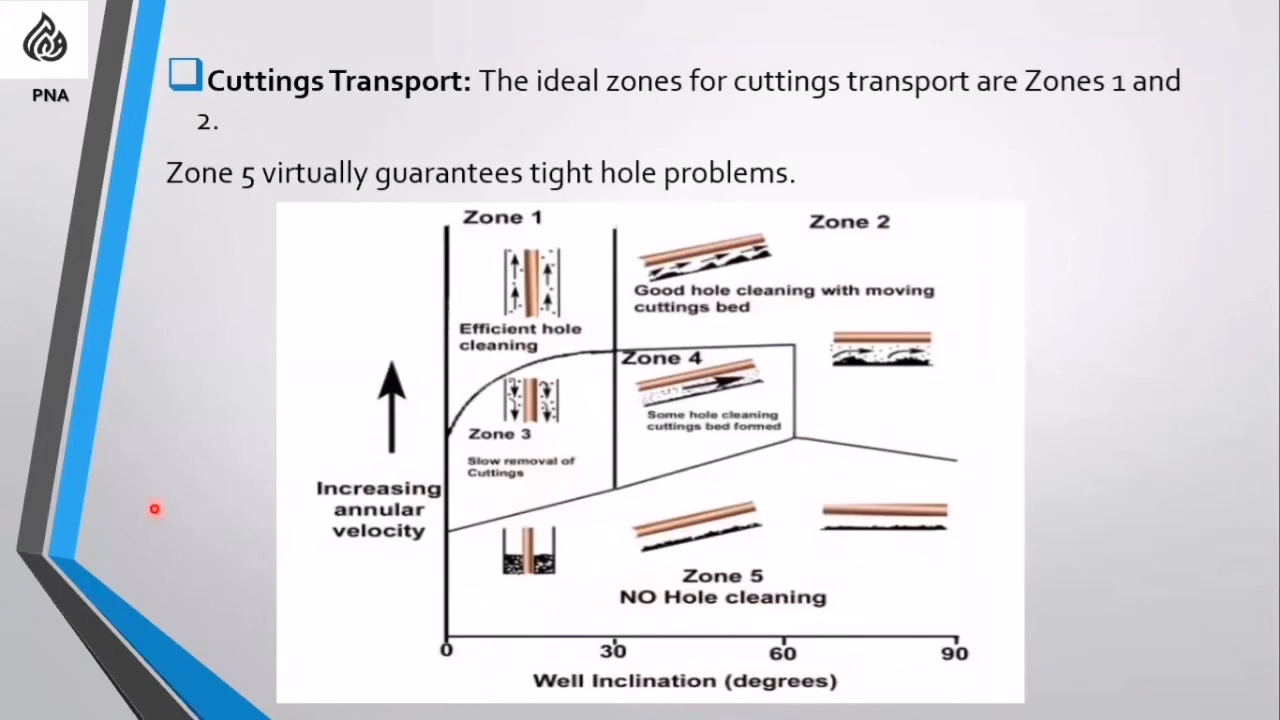 PNA
Cuttings Transport: The ideal zones for cuttings transport are Zones 1 and
2.
Zone 5 virtually guarantees tight hole problems.
Zone 1
Zone 2
Good hole cleaning with moving
cuttings bed
Efficient hole
cleaning
Zone 4
Some hole cleaning
cuttings bed formed
Zone 3
Slow removal of
Cuttings
Increasing
annular
velocity
Zone 5
NO Hole cleaning
0 30 60 90
Well Inclination (degrees)